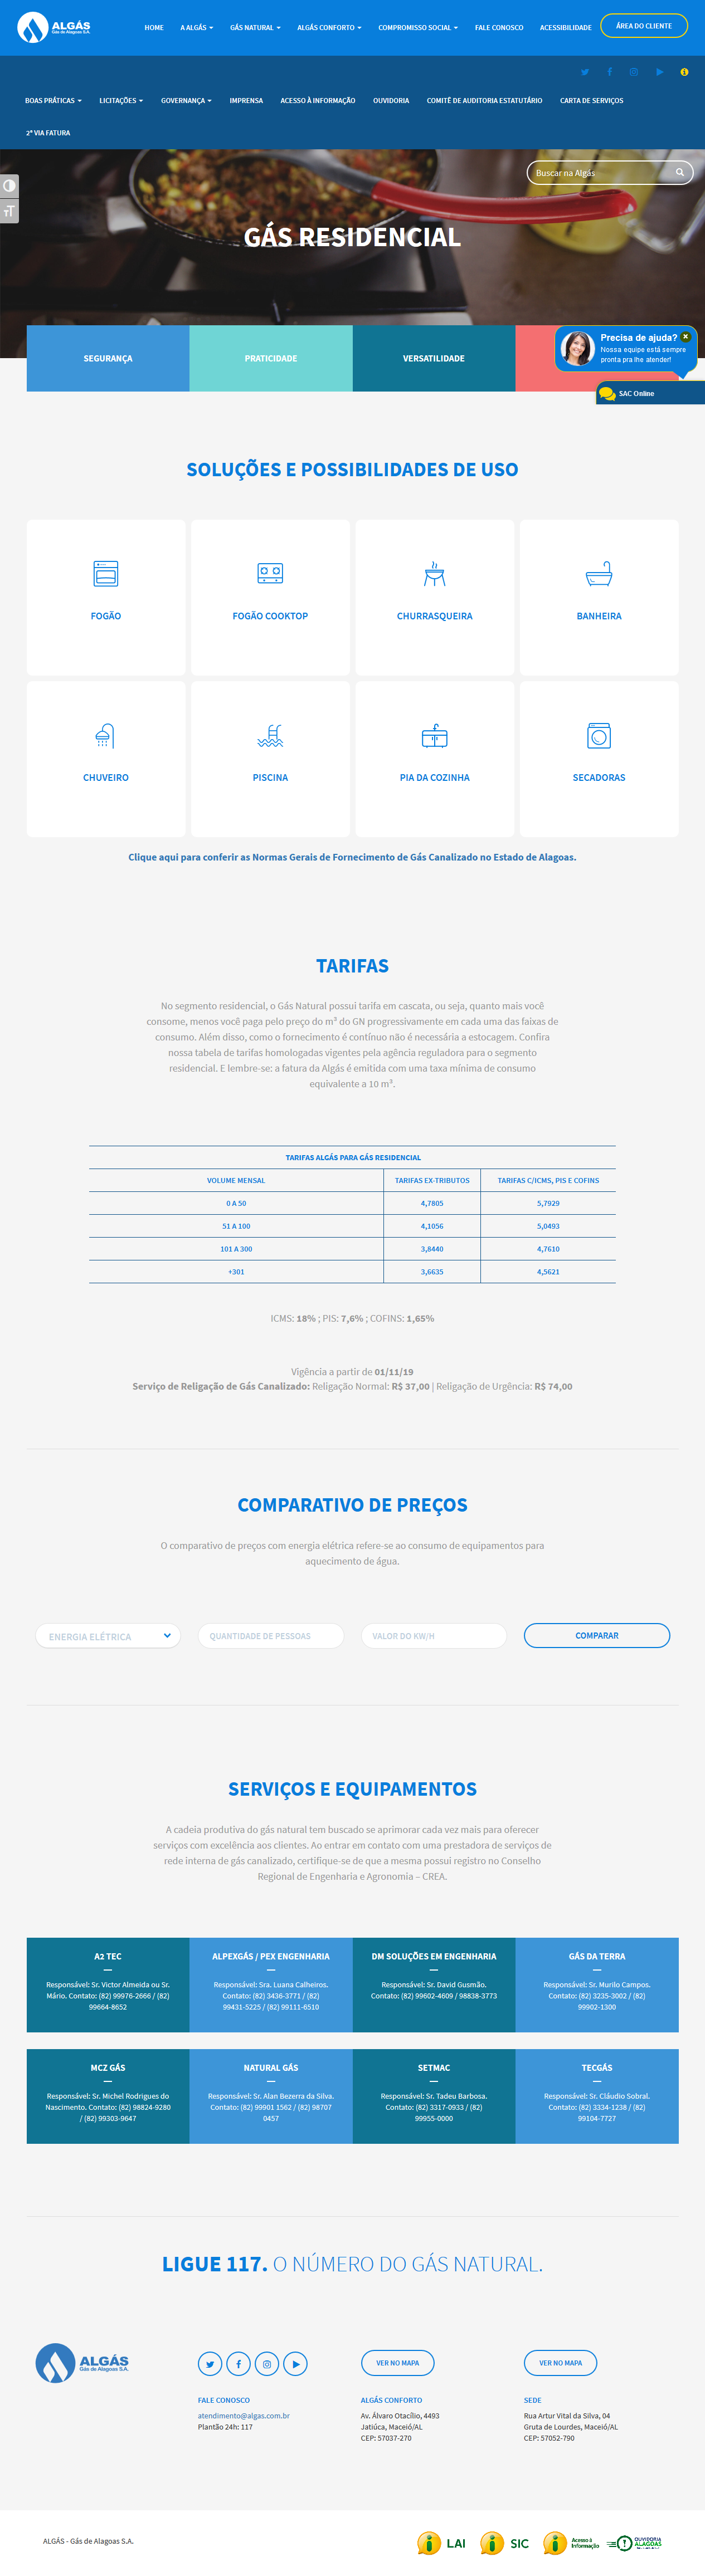 ALGÁS
Gás de Alagoas S.A.
HOME
A ALGÁS
GÁS NATURAL
ALGÁS CONFORTO
COMPROMISSO SOCIAL
FALE CONOSCO
ACESSIBILIDADE
ÁREA DO CLIENTE
BOAS PRÁTICAS
LICITAÇÕES
GOVERNANÇA
IMPRENSA
ACESSO À INFORMAÇÃO
OUVIDORIA
COMITÊ DE AUDITORIA ESTATUTÁRIO
CARTA DE SERVIÇOS
2ª VIA FATURA
Buscar na Algás
GÁS RESIDENCIAL
SEGURANÇA
PRATICIDADE
VERSATILIDADE
Precisa de ajuda?
Nossa equipe está sempre
pronta pra lhe atender!
SAC Online
SOLUÇÕES E POSSIBILIDADES DE USO
FOGÃO
FOGÃO COOKTOP
CHURRASQUEIRA
BANHEIRA
CHUVEIRO
PISCINA
PIA DA COZINHA
SECADORAS
Clique aqui para conferir as Normas Gerais de Fornecimento de Gás Canalizado no Estado de Alagoas.
TARIFAS
No segmento residencial, o Gás Natural possui tarifa em cascata, ou seja, quanto mais você
consome, menos você paga pelo preço do m³ do GN progressivamente em cada uma das faixas de
consumo. Além disso, como o fornecimento é contínuo não é necessária a estocagem. Confira
nossa tabela de tarifas homologadas vigentes pela agência reguladora para o segmento
residencial. E lembre-se: a fatura da Algás é emitida com uma taxa mínima de consumo
equivalente a 10 m³.
TARIFAS ALGÁS PARA GÁS RESIDENCIAL
VOLUME MENSAL TARIFAS EX-TRIBUTOS TARIFAS C/ICMS, PIS E COFINS
0 A 50 4,7805 5,7929
51 A 100 4,1056 5,0493
101 A 300 3,8440 4,7610
+301 3,6635 4,5621
ICMS: 18% ; PIS: 7,6% ; COFINS: 1,65%
Vigência a partir de 01/11/19
Serviço de Religação de Gás Canalizado: Religação Normal: R$ 37,00 | Religação de Urgência: R$ 74,00
COMPARATIVO DE PREÇOS
O comparativo de preços com energia elétrica refere-se ao consumo de equipamentos para
aquecimento de água.
ENERGIA ELÉTRICA
QUANTIDADE DE PESSOAS
VALOR DO KW/H
COMPARAR
SERVIÇOS E EQUIPAMENTOS
A cadeia produtiva do gás natural tem buscado se aprimorar cada vez mais para oferecer
serviços com excelência aos clientes. Ao entrar em contato com uma prestadora de serviços de
rede interna de gás canalizado, certifique-se de que a mesma possui registro no Conselho
Regional de Engenharia e Agronomia – CREA.
A2 TEC
Responsável: Sr. Victor Almeida ou Sr.
Mário. Contato: (82) 99976-2666 / (82)
99664-8652
ALPEXGÁS / PEX ENGENHARIA
Responsável: Sra. Luana Calheiros.
Contato: (82) 3436-3771 / (82)
99431-5225 / (82) 99111-6510
DM SOLUÇÕES EM ENGENHARIA
Responsável: Sr. David Gusmão.
Contato: (82) 99602-4609 / 98838-3773
GÁS DA TERRA
Responsável: Sr. Murilo Campos.
Contato: (82) 3235-3002 / (82)
99902-1300
MCZ GÁS
Responsável: Sr. Michel Rodrigues do
Nascimento. Contato: (82) 98824-9280
/ (82) 99303-9647
NATURAL GÁS
Responsável: Sr. Alan Bezerra da Silva.
Contato: (82) 99901 1562 / (82) 98707
0457
SETMAC
Responsável: Sr. Tadeu Barbosa.
Contato: (82) 3317-0933 / (82)
99955-0000
TECGÁS
Responsável: Sr. Cláudio Sobral.
Contato: (82) 3334-1238 / (82)
99104-7727
LIGUE 117. O NÚMERO DO GÁS NATURAL.
ALGÁS
Gás de Alagoas S.A.
FALE CONOSCO
atendimento@algas.com.br
Plantão 24h: 117
VER NO MAPA
ALGÁS CONFORTO
Av. Álvaro Otacílio, 4493
Jatiúca, Maceió/AL
CEP: 57037-270
VER NO MAPA
SEDE
Rua Artur Vital da Silva, 04
Gruta de Lourdes, Maceió/AL
CEP: 57052-790
ALGÁS - Gás de Alagoas S.A.
LAI
SIC
Acesso à
Informação
OUVIDORIA
ALAGOAS